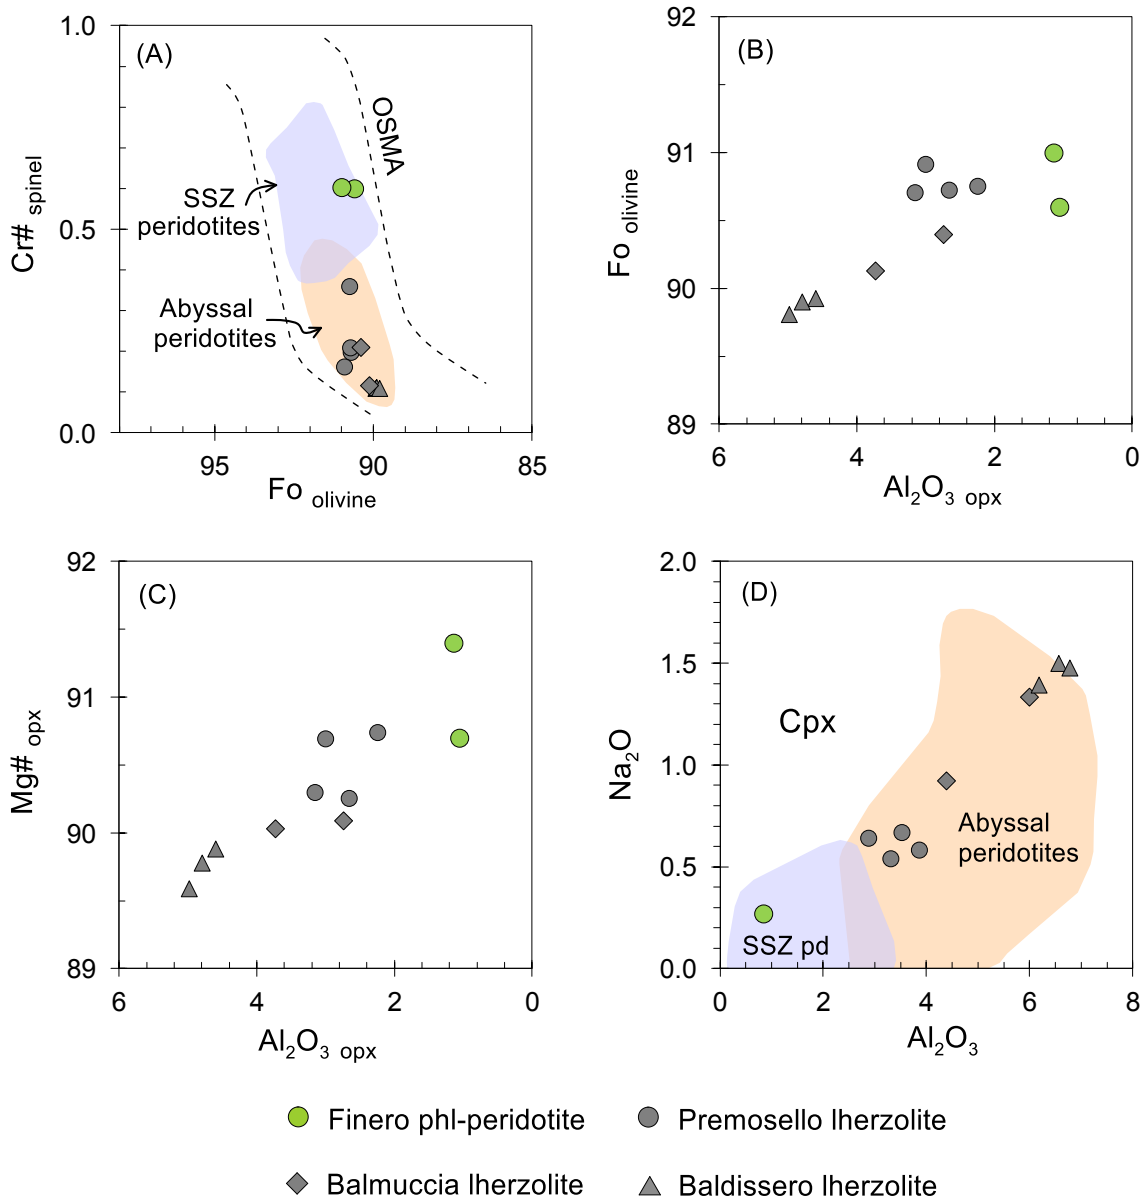 (A)
1.0
0.5
0.0
Cr# spinel
OSMA
SSZ
peridotites
Abyssal
peridotites
95
90
85
Fo olivine
(B)
92
91
90
89
Fo olivine
6
4
2
0
Al₂O₃ opx
(C)
92
91
90
89
Mg# opx
6
4
2
0
Al₂O₃ opx
(D)
2.0
1.5
1.0
0.5
0.0
Na₂O
Cpx
Abyssal
peridotites
SSZ pd
0
2
4
6
8
Al₂O₃
Finero phl-peridotite
Premosello lherzolite
Balmuccia lherzolite
Baldissero lherzolite